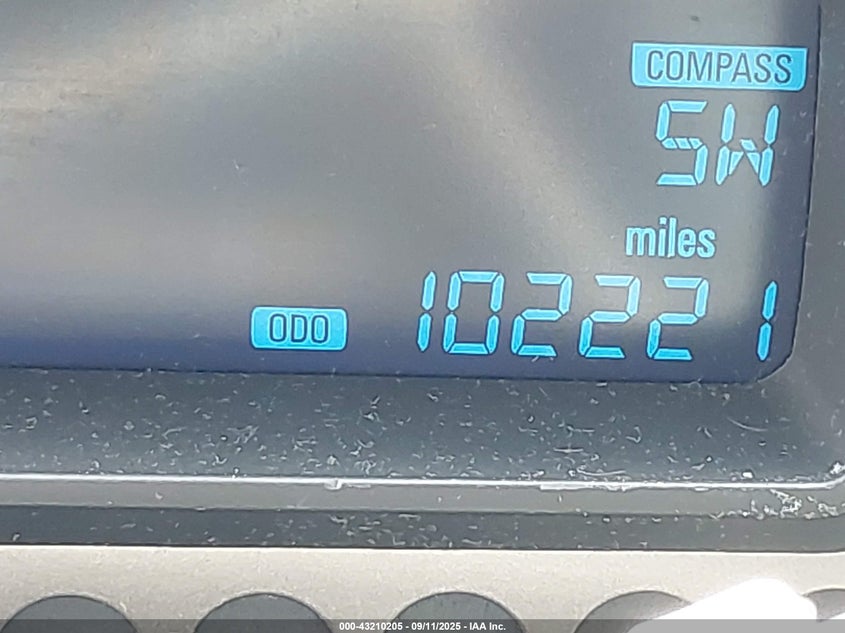 COMPASS
SW
miles
ODO 102221
000-43210205 - 09/11/2025 - IAA Inc.